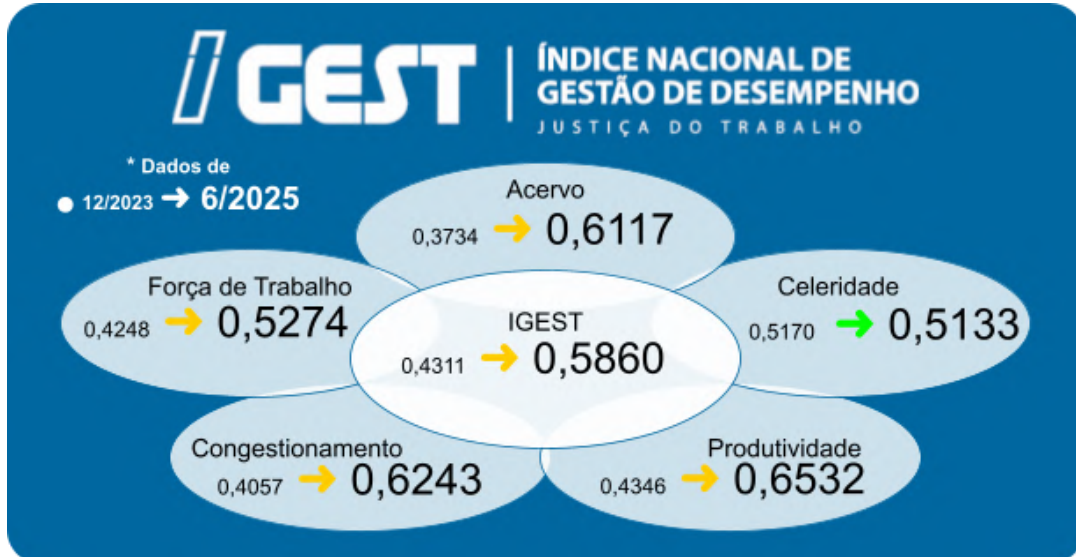 IGEST
ÍNDICE NACIONAL DE
GESTÃO DE DESEMPENHO
JUSTIÇA DO TRABALHO
* Dados de
12/2023 ➔ 6/2025
Acervo
0,3734 ➔ 0,6117
Força de Trabalho
0,4248 ➔ 0,5274
IGEST
0,4311 ➔ 0,5860
Celeridade
0,5170 ➔ 0,5133
Congestionamento
0,4057 ➔ 0,6243
Produtividade
0,4346 ➔ 0,6532